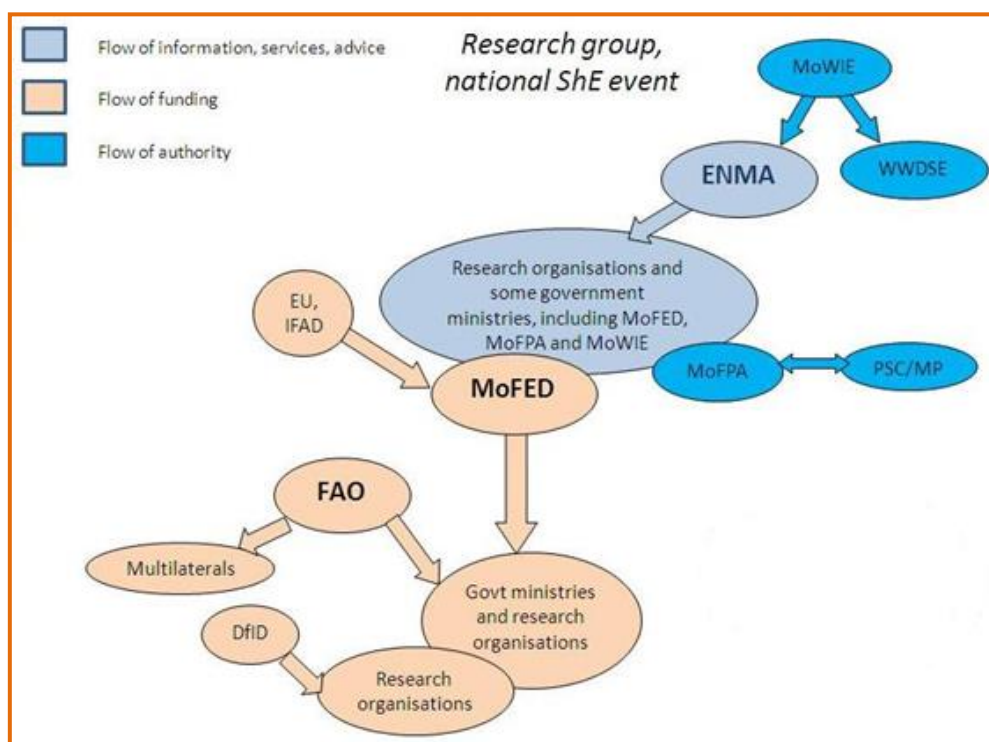 Flow of information, services, advice
Flow of funding
Flow of authority
Research group,
national ShE event
MoWIE
ENMA
WWDSE
Research organisations and
some government
ministries, including MoFED,
MoFPA and MoWIE
EU,
IFAD
MoFED
MoFPA
PSC/MP
FAO
Multilaterals
Govt ministries
and research
organisations
DfID
Research
organisations